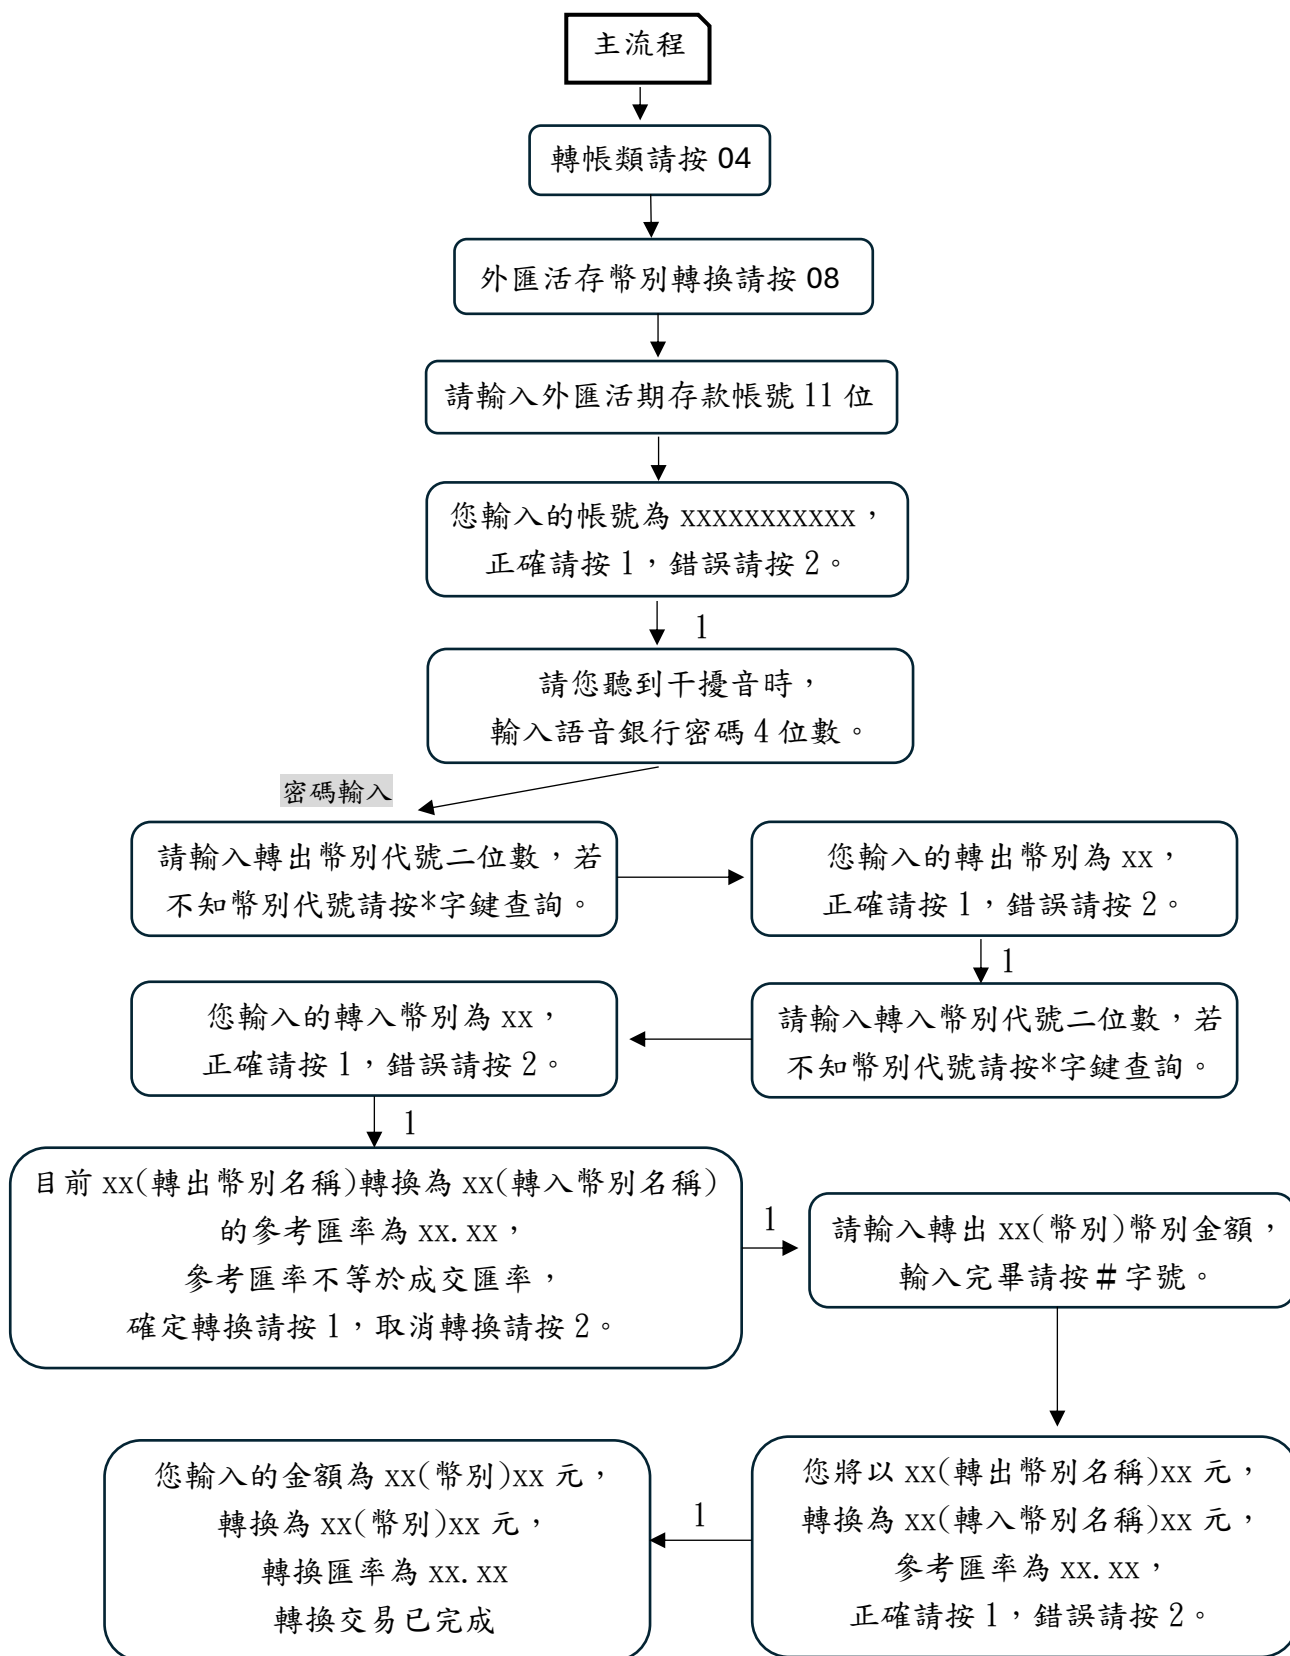 主流程
轉帳類請按 04
外匯活存幣別轉換請按 08
請輸入外匯活期存款帳號 11 位
您輸入的帳號為 xxxxxxxxxxx，
正確請按 1，錯誤請按 2。
1
請您聽到干擾音時，
輸入語音銀行密碼 4 位數。
密碼輸入
請輸入轉出幣別代號二位數，若
不知幣別代號請按*字鍵查詢。
您輸入的轉出幣別為 xx，
正確請按 1，錯誤請按 2。
1
請輸入轉入幣別代號二位數，若
不知幣別代號請按*字鍵查詢。
您輸入的轉入幣別為 xx，
正確請按 1，錯誤請按 2。
1
目前 xx(轉出幣別名稱)轉換為 xx(轉入幣別名稱)
的參考匯率為 xx.xx，
參考匯率不等於成交匯率，
確定轉換請按 1，取消轉換請按 2。
1
請輸入轉出 xx(幣別)幣別金額，
輸入完畢請按＃字號。
您將以 xx(轉出幣別名稱)xx 元，
轉換為 xx(轉入幣別名稱)xx 元，
參考匯率為 xx.xx，
正確請按 1，錯誤請按 2。
1
您輸入的金額為 xx(幣別)xx 元，
轉換為 xx(幣別)xx 元，
轉換匯率為 xx.xx
轉換交易已完成